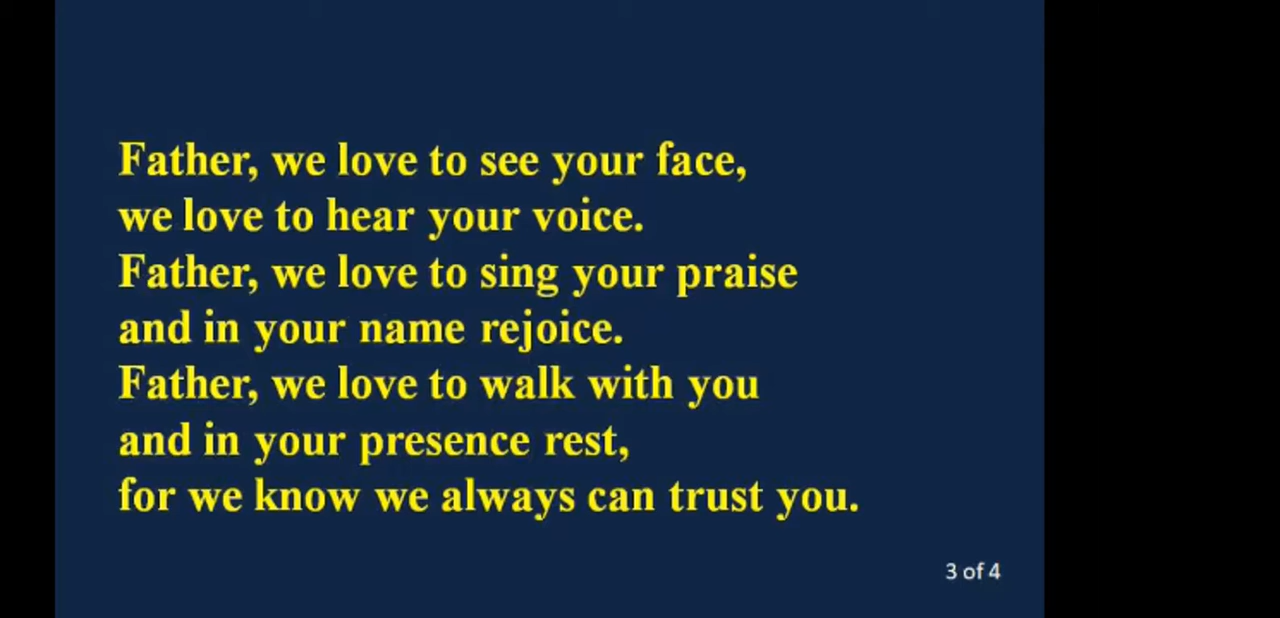 Father, we love to see your face,
we love to hear your voice.
Father, we love to sing your praise
and in your name rejoice.
Father, we love to walk with you
and in your presence rest,
for we know we always can trust you.
3 of 4